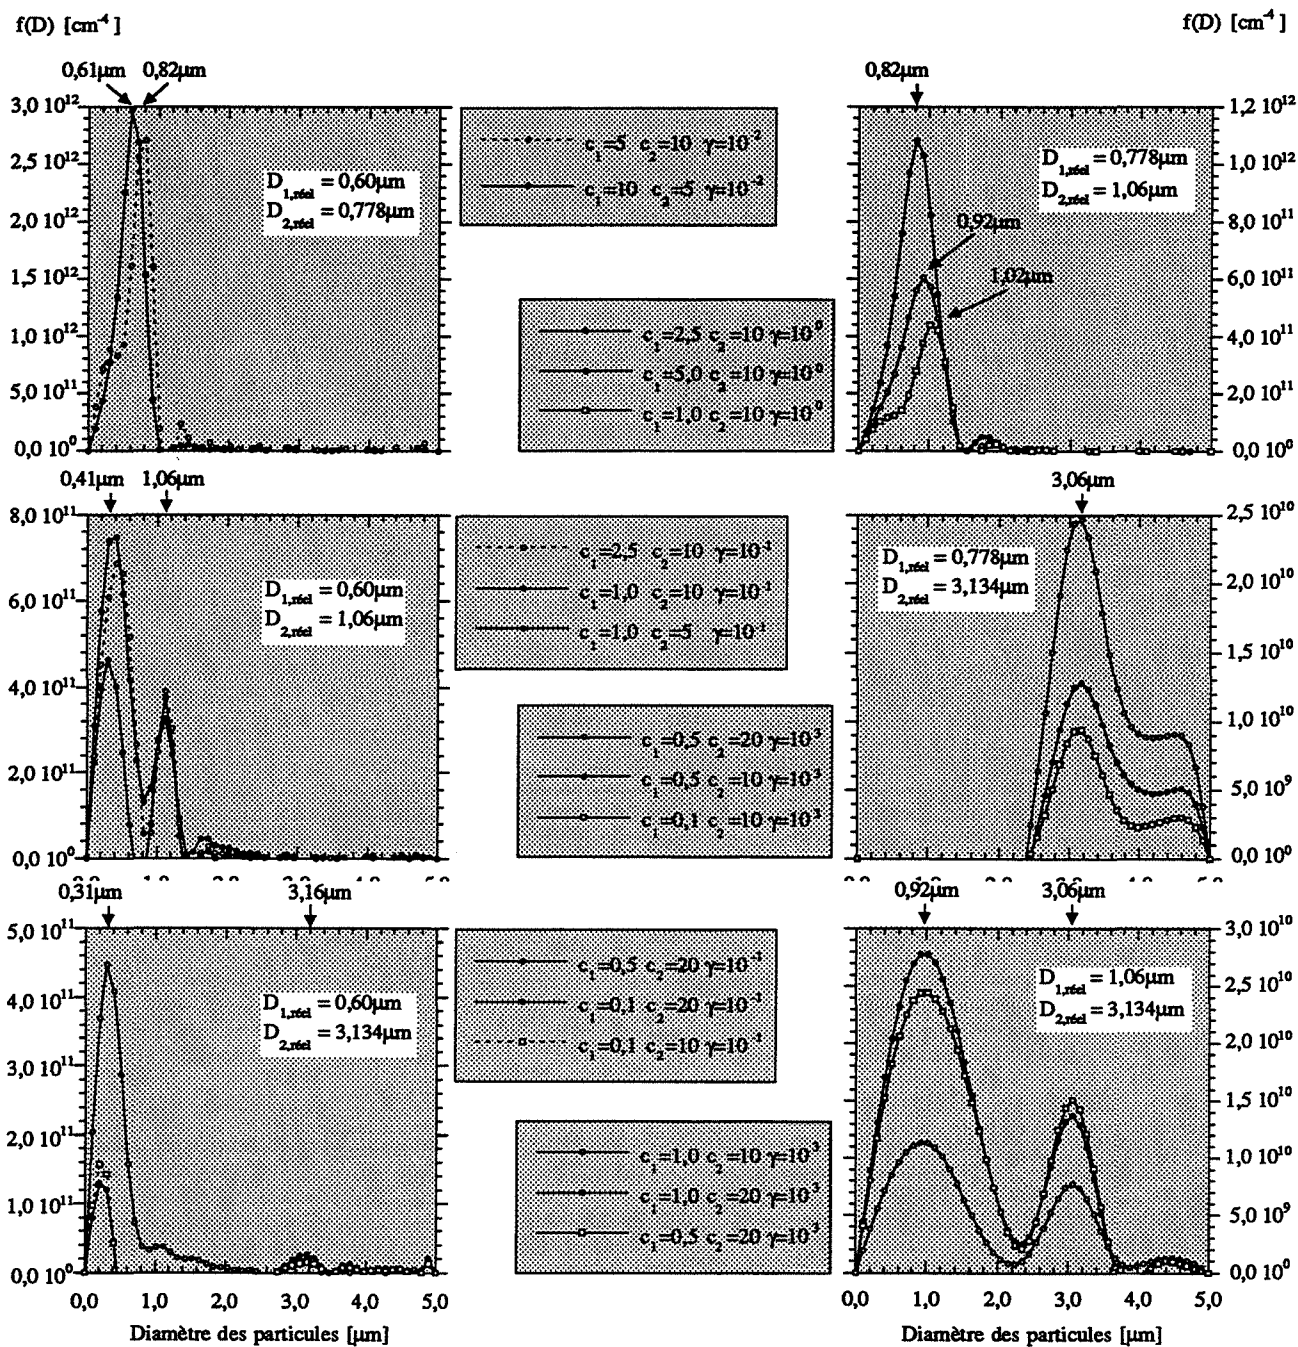 f(D) [cm⁻⁴]
f(D) [cm⁻⁴]
0,61µm 0,82µm
3,0 10¹²
2,5 10¹²
2,0 10¹²
1,5 10¹²
1,0 10¹²
5,0 10¹¹
0,0 10⁰
D₁,réel = 0,60µm
D₂,réel = 0,778µm
c₁=5 c₂=10 γ=10⁻²
c₁=10 c₂=5 γ=10⁻²
c₁=2,5 c₂=10 γ=10⁰
c₁=5,0 c₂=10 γ=10⁰
c₁=1,0 c₂=10 γ=10⁰
0,82µm
D₁,réel = 0,778µm
D₂,réel = 1,06µm
0,92µm
1,02µm
1,2 10¹²
1,0 10¹²
8,0 10¹¹
6,0 10¹¹
4,0 10¹¹
2,0 10¹¹
0,0 10⁰
0,41µm 1,06µm
8,0 10¹¹
6,0 10¹¹
4,0 10¹¹
2,0 10¹¹
0,0 10⁰
D₁,réel = 0,60µm
D₂,réel = 1,06µm
c₁=2,5 c₂=10 γ=10⁻¹
c₁=1,0 c₂=10 γ=10⁻¹
c₁=1,0 c₂=5 γ=10⁻¹
c₁=0,5 c₂=20 γ=10³
c₁=0,5 c₂=10 γ=10³
c₁=0,1 c₂=10 γ=10³
3,06µm
D₁,réel = 0,778µm
D₂,réel = 3,134µm
2,5 10¹⁰
2,0 10¹⁰
1,5 10¹⁰
1,0 10¹⁰
5,0 10⁹
0,0 10⁰
0,31µm 3,16µm
5,0 10¹¹
4,0 10¹¹
3,0 10¹¹
2,0 10¹¹
1,0 10¹¹
0,0 10⁰
D₁,réel = 0,60µm
D₂,réel = 3,134µm
0,0 1,0 2,0 3,0 4,0 5,0
Diamètre des particules [µm]
c₁=0,5 c₂=20 γ=10⁻¹
c₁=0,1 c₂=20 γ=10⁻¹
c₁=0,1 c₂=10 γ=10⁻¹
c₁=1,0 c₂=10 γ=10³
c₁=1,0 c₂=20 γ=10³
c₁=0,5 c₂=20 γ=10³
0,92µm 3,06µm
D₁,réel = 1,06µm
D₂,réel = 3,134µm
3,0 10¹⁰
2,5 10¹⁰
2,0 10¹⁰
1,5 10¹⁰
1,0 10¹⁰
5,0 10⁹
0,0 10⁰
0,0 1,0 2,0 3,0 4,0 5,0
Diamètre des particules [µm]